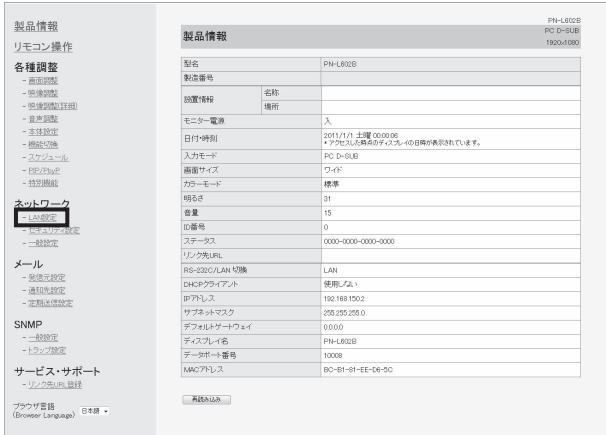 PN-L602B
PC D-SUB
1920x1080
製品情報
リモコン操作
各種調整
- 画面調整
- 映像調整
- 映像調整(詳細)
- 音声調整
- 本体設定
- 機能切換
- スケジュール
- PIP/PbyP
- 特別機能
ネットワーク
- LAN設定
- セキュリティ設定
- 一般設定
メール
- 発信元設定
- 通知先設定
- 定期送信設定
SNMP
- 一般設定
- トラップ設定
サービス・サポート
- リンク先URL登録
ブラウザ言語
(Browser Language) 日本語
製品情報
型名 PN-L602B
製造番号
設置情報 名称
場所
モニター電源 入
日付・時刻 2011/1/1 土曜 00:00:06
* アクセスした時点のディスプレイの日時が表示されています。
入力モード PC D-SUB
画面サイズ ワイド
カラーモード 標準
明るさ 31
音量 15
ID番号 0
ステータス 0000-0000-0000-0000
リンク先URL
RS-232C/LAN 切換 LAN
DHCPクライアント 使用しない
IPアドレス 192.168.150.2
サブネットマスク 255.255.255.0
デフォルトゲートウェイ 0.0.0.0
ディスプレイ名 PN-L602B
データポート番号 10008
MACアドレス BC-B1-81-EE-D6-5C
再読み込み